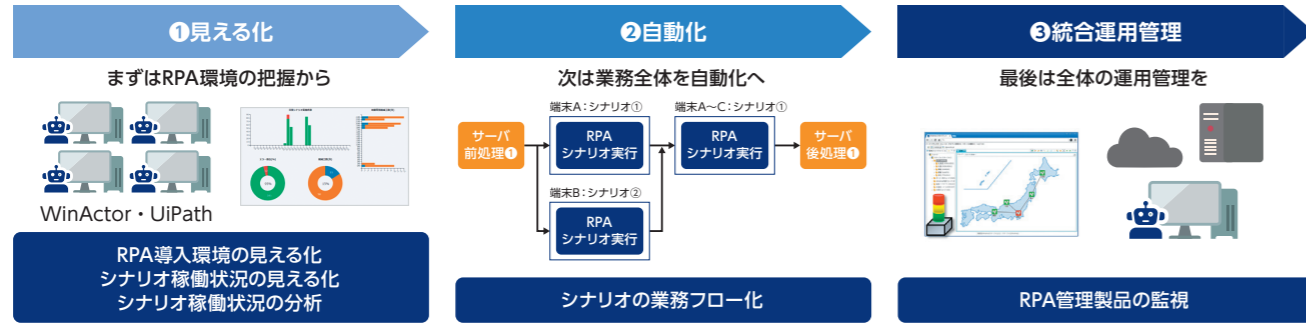 ❶見える化
まずはRPA環境の把握から
WinActor・UiPath
RPA導入環境の見える化
シナリオ稼働状況の見える化
シナリオ稼働状況の分析
❷自動化
次は業務全体を自動化へ
端末A：シナリオ①
端末A～C：シナリオ①
サーバ
前処理❶
RPA
シナリオ実行
RPA
シナリオ実行
サーバ
後処理❶
端末B：シナリオ②
RPA
シナリオ実行
シナリオの業務フロー化
❸統合運用管理
最後は全体の運用管理を
RPA管理製品の監視